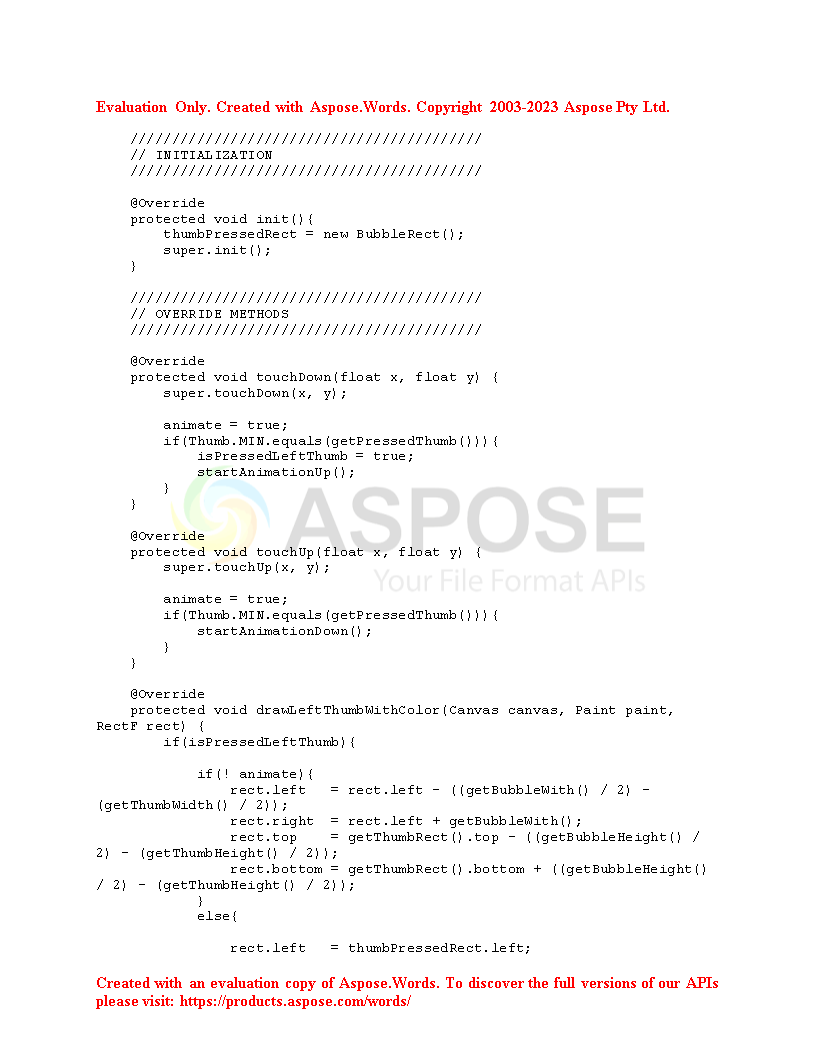 Evaluation Only. Created with Aspose.Words. Copyright 2003-2023 Aspose Pty Ltd.
//////////////////////////////////////////
// INITIALIZATION
//////////////////////////////////////////
@Override
protected void init(){
thumbPressedRect = new BubbleRect();
super.init();
}
//////////////////////////////////////////
// OVERRIDE METHODS
//////////////////////////////////////////
@Override
protected void touchDown(float x, float y) {
super.touchDown(x, y);
animate = true;
if(Thumb.MIN.equals(getPressedThumb())){
isPressedLeftThumb = true;
startAnimationUp();
}
}
ASPOSE
@Override
protected void touchUp(float x, float y) {
super.touchUp(x, y);
Your File Format APIs
animate = true;
if(Thumb.MIN.equals(getPressedThumb())){
startAnimationDown();
}
}
@Override
protected void drawLeftThumbWithColor(Canvas canvas, Paint paint,
RectF rect) {
if(isPressedLeftThumb){
if(! animate){
rect.left   = rect.left - ((getBubbleWith() / 2) -
(getThumbWidth() / 2));
rect.right  = rect.left + getBubbleWith();
rect.top    = getThumbRect().top - ((getBubbleHeight() /
2) - (getThumbHeight() / 2));
rect.bottom = getThumbRect().bottom + ((getBubbleHeight()
/ 2) - (getThumbHeight() / 2));
}
else{
rect.left   = thumbPressedRect.left;
Created with an evaluation copy of Aspose.Words. To discover the full versions of our APIs
please visit: https://products.aspose.com/words/